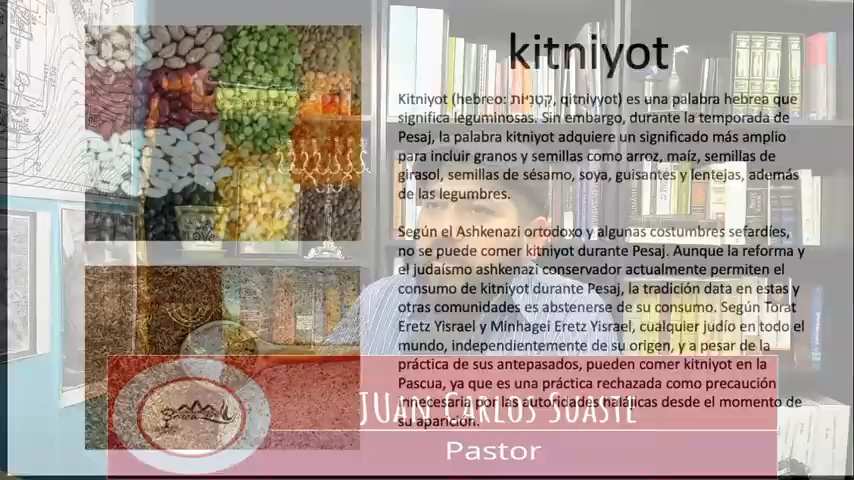 kitniyot
Kitniyot (hebreo: קִטְנִיּוֹת, qitniyyot) es una palabra hebrea que
significa leguminosas. Sin embargo, durante la temporada de
Pesaj, la palabra kitniyot adquiere un significado más amplio
para incluir granos y semillas como arroz, maíz, semillas de
girasol, semillas de sésamo, soya, guisantes y lentejas, además
de las legumbres.
Según el Ashkenazi ortodoxo y algunas costumbres sefardíes,
no se puede comer kitniyot durante Pesaj. Aunque la reforma y
el judaísmo ashkenazi conservador actualmente permiten el
consumo de kitniyot durante Pesaj, la tradición data en estas y
otras comunidades es abstenerse de su consumo. Según Torat
Eretz Yisrael y Minhagei Eretz Yisrael, cualquier judío en todo el
mundo, independientemente de su origen, y a pesar de la
práctica de sus antepasados, pueden comer kitniyot en la
Pascua, ya que es una práctica rechazada como precaución
innecesaria por las autoridades halájicas desde el momento de
su aparición.
LOVE
Juan Carlos Suaste
Pastor